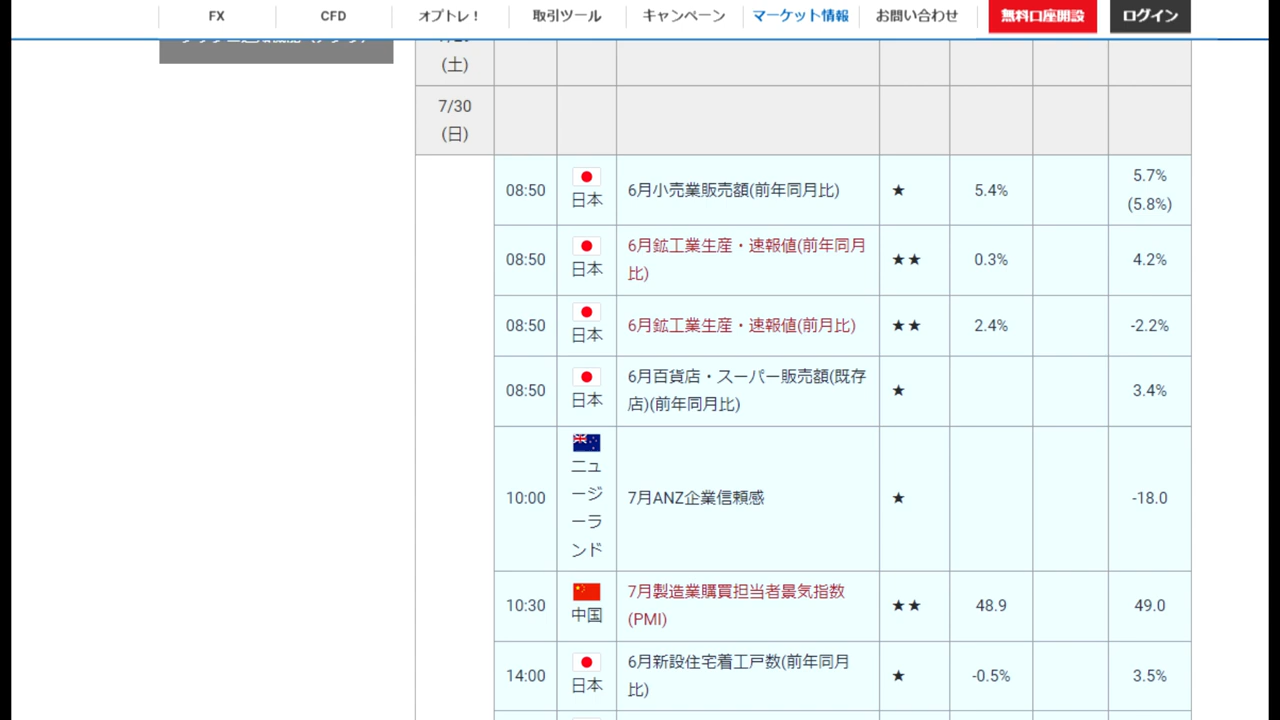 FX
CFD
オプトレ！
取引ツール
キャンペーン
マーケット情報
お問い合わせ
無料口座開設
ログイン
(土)
7/30
(日)
08:50
日本
6月小売業販売額(前年同月比)
★
5.4%
5.7%
(5.8%)
08:50
日本
6月鉱工業生産・速報値(前年同月
比)
★★
0.3%
4.2%
08:50
日本
6月鉱工業生産・速報値(前月比)
★★
2.4%
-2.2%
08:50
日本
6月百貨店・スーパー販売額(既存
店)(前年同月比)
★
3.4%
10:00
ニュ
ージ
ーラ
ンド
7月ANZ企業信頼感
★
-18.0
10:30
中国
7月製造業購買担当者景気指数
(PMI)
★★
48.9
49.0
14:00
日本
6月新設住宅着工戸数(前年同月
比)
★
-0.5%
3.5%